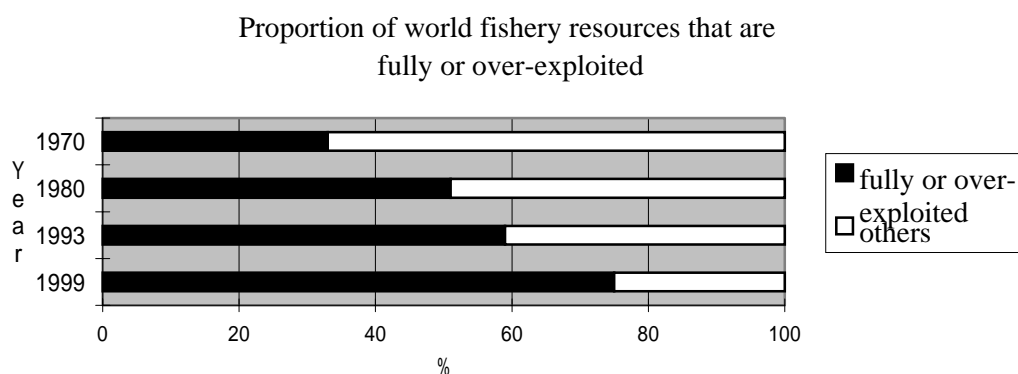 Proportion of world fishery resources that are
fully or over-exploited
1970
1980
1993
1999
Year
0 20 40 60 80 100
%
fully or over-
exploited
others